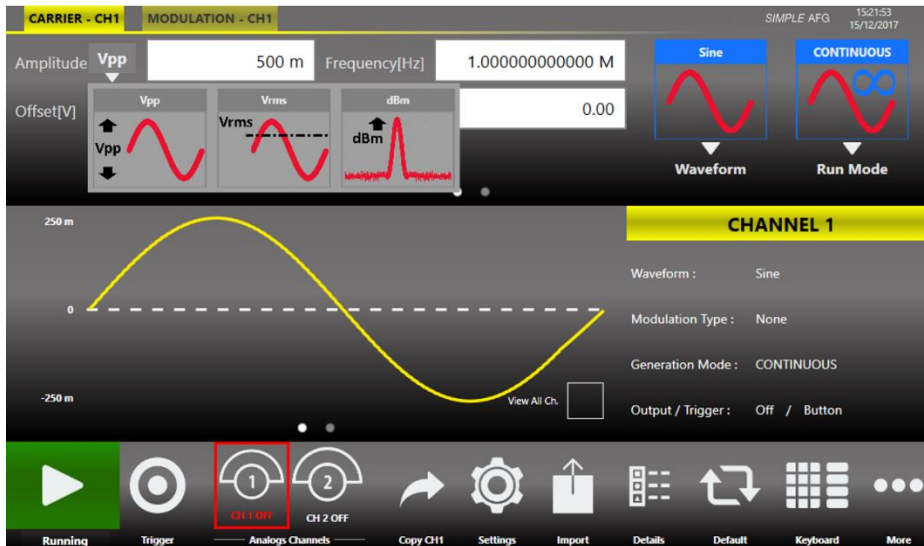 CARRIER - CH1 MODULATION - CH1 SIMPLE AFG 15:21:53
15/12/2017
Amplitude Vpp 500 m Frequency[Hz] 1.000000000000 M
Sine CONTINUOUS
Offset[V] 0.00
Vpp Vrms dBm
Vpp Vrms dBm
Waveform Run Mode
250 m
0
-250 m
View All Ch.
CHANNEL 1
Waveform : Sine
Modulation Type : None
Generation Mode : CONTINUOUS
Output / Trigger : Off / Button
1 2
CH 1 OFF CH 2 OFF
Running Trigger Analogs Channels Copy CH1 Settings Import Details Default Keyboard More